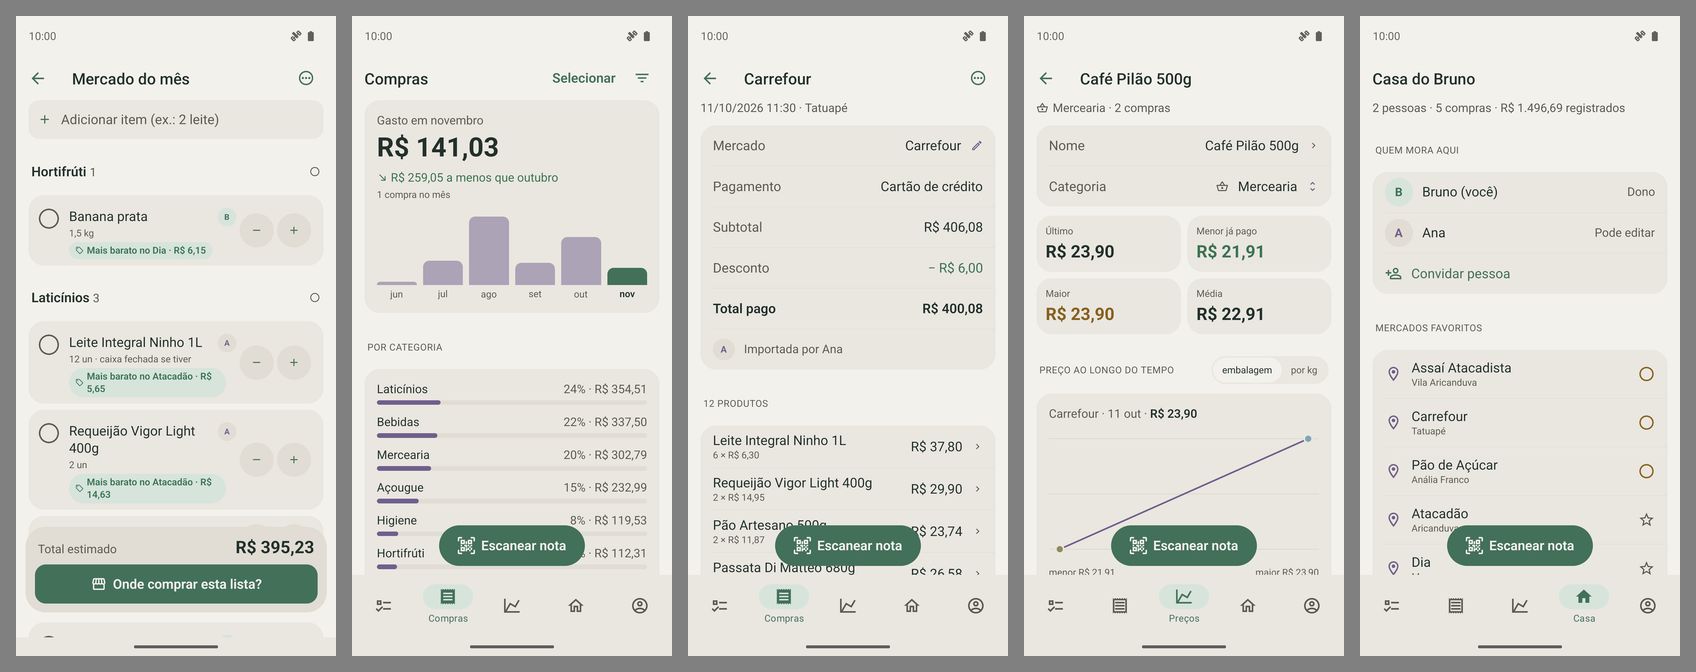 10:00
Mercado do mês
+ Adicionar item (ex.: 2 leite)
Hortifrúti 1
Banana prata
B
1,5 kg
Mais barato no Dia · R$ 6,15
Laticínios 3
Leite Integral Ninho 1L
A
12 un · caixa fechada se tiver
Mais barato no Atacadão · R$
5,65
Requeijão Vigor Light
400g
A
2 un
Mais barato no Atacadão · R$
14,63
Total estimado
R$ 395,23
Onde comprar esta lista?
10:00
Compras
Selecionar
Gasto em novembro
R$ 141,03
↘ R$ 259,05 a menos que outubro
1 compra no mês
jun jul ago set out nov
POR CATEGORIA
Laticínios 24% · R$ 354,51
Bebidas 22% · R$ 337,50
Mercearia 20% · R$ 302,79
Açougue 15% · R$ 232,99
Higiene 8% · R$ 119,53
Hortifrúti · R$ 112,31
Escanear nota
Compras
10:00
Carrefour
11/10/2026 11:30 · Tatuapé
Mercado Carrefour
Pagamento Cartão de crédito
Subtotal R$ 406,08
Desconto − R$ 6,00
Total pago R$ 400,08
A Importada por Ana
12 PRODUTOS
Leite Integral Ninho 1L R$ 37,80
6 × R$ 6,30
Requeijão Vigor Light 400g R$ 29,90
2 × R$ 14,95
Pão Artesano 500g R$ 23,74
2 × R$ 11,87
Passata Di Matteo 680g R$ 26,58
Escanear nota
Compras
10:00
Café Pilão 500g
Mercearia · 2 compras
Nome Café Pilão 500g
Categoria Mercearia
Último
R$ 23,90
Menor já pago
R$ 21,91
Maior
R$ 23,90
Média
R$ 22,91
PREÇO AO LONGO DO TEMPO
embalagem por kg
Carrefour · 11 out · R$ 23,90
menor R$ 21,91 maior R$ 23,90
Escanear nota
Preços
10:00
Casa do Bruno
2 pessoas · 5 compras · R$ 1.496,69 registrados
QUEM MORA AQUI
B Bruno (você) Dono
A Ana Pode editar
Convidar pessoa
MERCADOS FAVORITOS
Assaí Atacadista
Vila Aricanduva
Carrefour
Tatuapé
Pão de Açúcar
Anália Franco
Atacadão
Aricanduva
Dia
Escanear nota
Casa